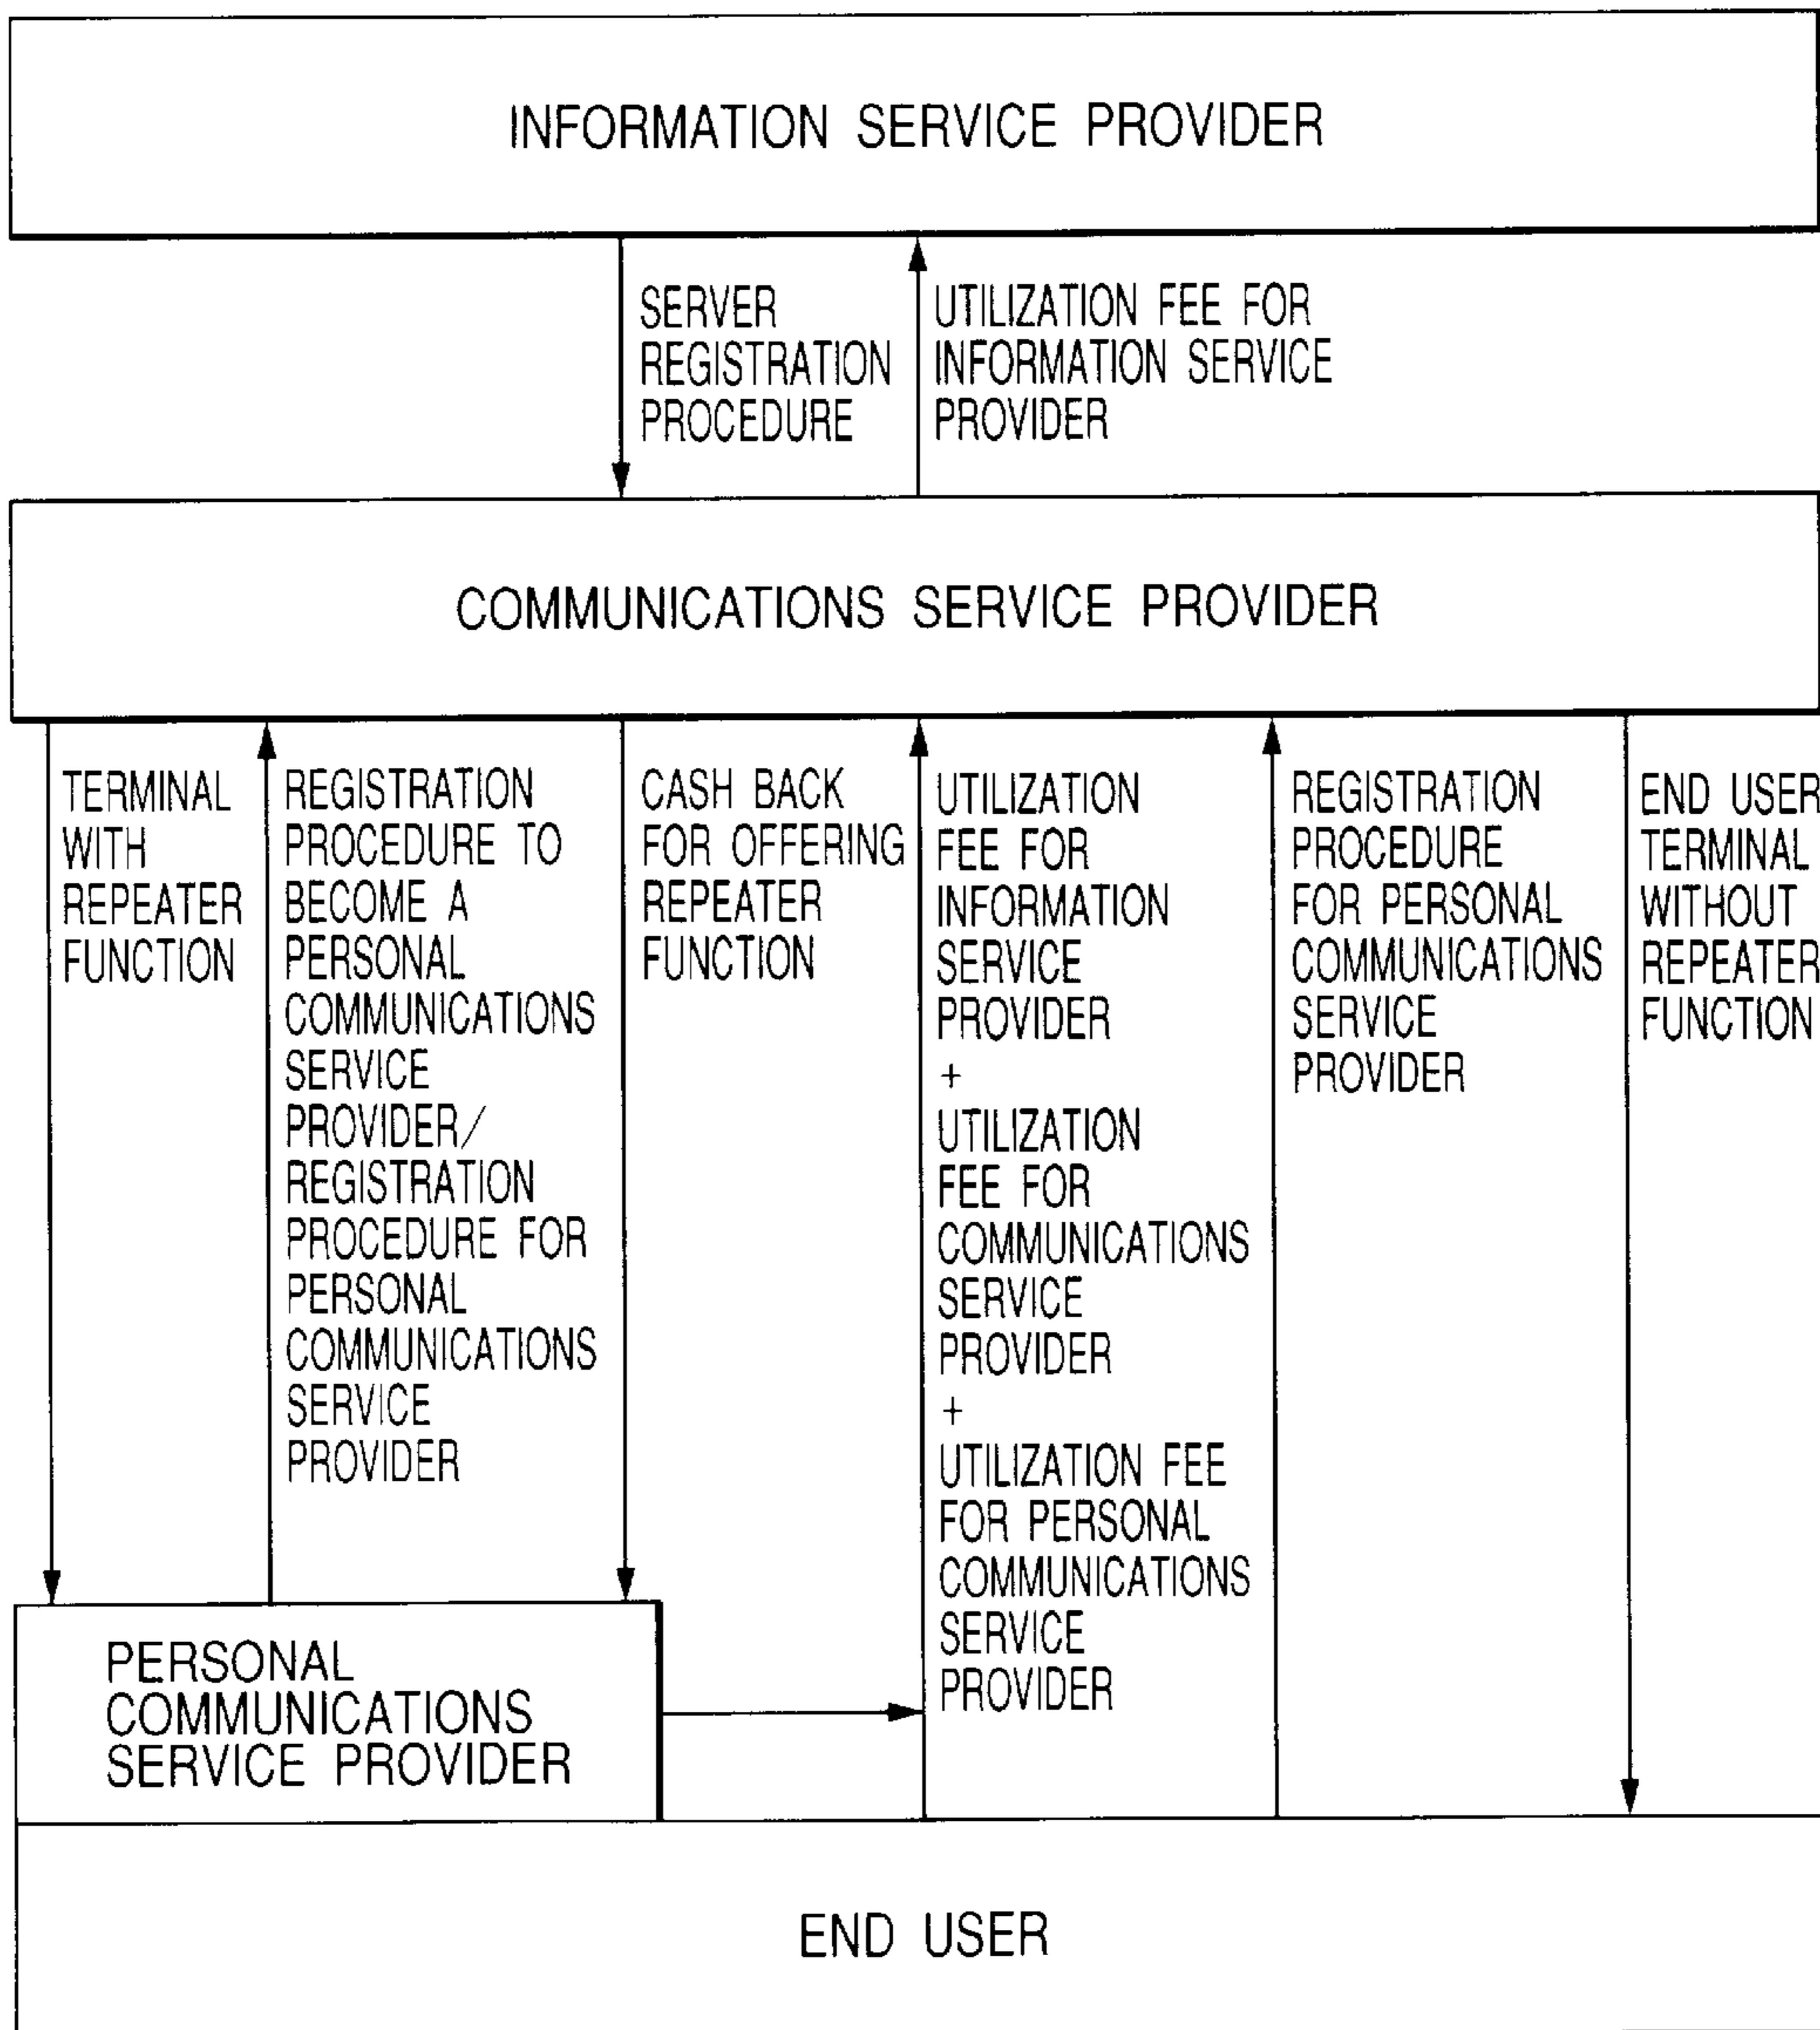 INFORMATION SERVICE PROVIDER
SERVER
REGISTRATION
PROCEDURE
UTILIZATION FEE FOR
INFORMATION SERVICE
PROVIDER
COMMUNICATIONS SERVICE PROVIDER
TERMINAL
WITH
REPEATER
FUNCTION
REGISTRATION
PROCEDURE TO
BECOME A
PERSONAL
COMMUNICATIONS
SERVICE
PROVIDER/
REGISTRATION
PROCEDURE FOR
PERSONAL
COMMUNICATIONS
SERVICE
PROVIDER
CASH BACK
FOR OFFERING
REPEATER
FUNCTION
UTILIZATION
FEE FOR
INFORMATION
SERVICE
PROVIDER
+
UTILIZATION
FEE FOR
COMMUNICATIONS
SERVICE
PROVIDER
+
UTILIZATION FEE
FOR PERSONAL
COMMUNICATIONS
SERVICE
PROVIDER
REGISTRATION
PROCEDURE
FOR PERSONAL
COMMUNICATIONS
SERVICE
PROVIDER
END USER
TERMINAL
WITHOUT
REPEATER
FUNCTION
PERSONAL
COMMUNICATIONS
SERVICE PROVIDER
END USER